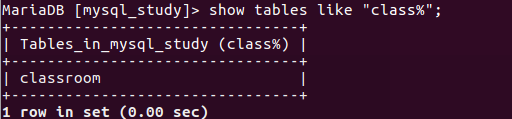 MariaDB [mysql_study]> show tables like "class%";
+-------------------------------+
| Tables_in_mysql_study (class%) |
+-------------------------------+
| classroom                      |
+-------------------------------+
1 row in set (0.00 sec)